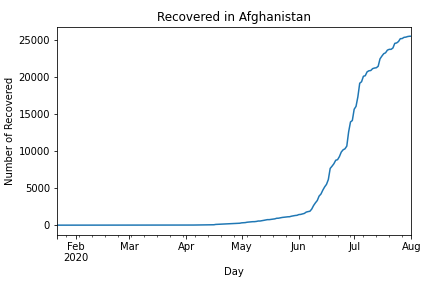 Recovered in Afghanistan
Number of Recovered
25000
20000
15000
10000
5000
0
Feb Mar Apr May Jun Jul Aug
2020
Day